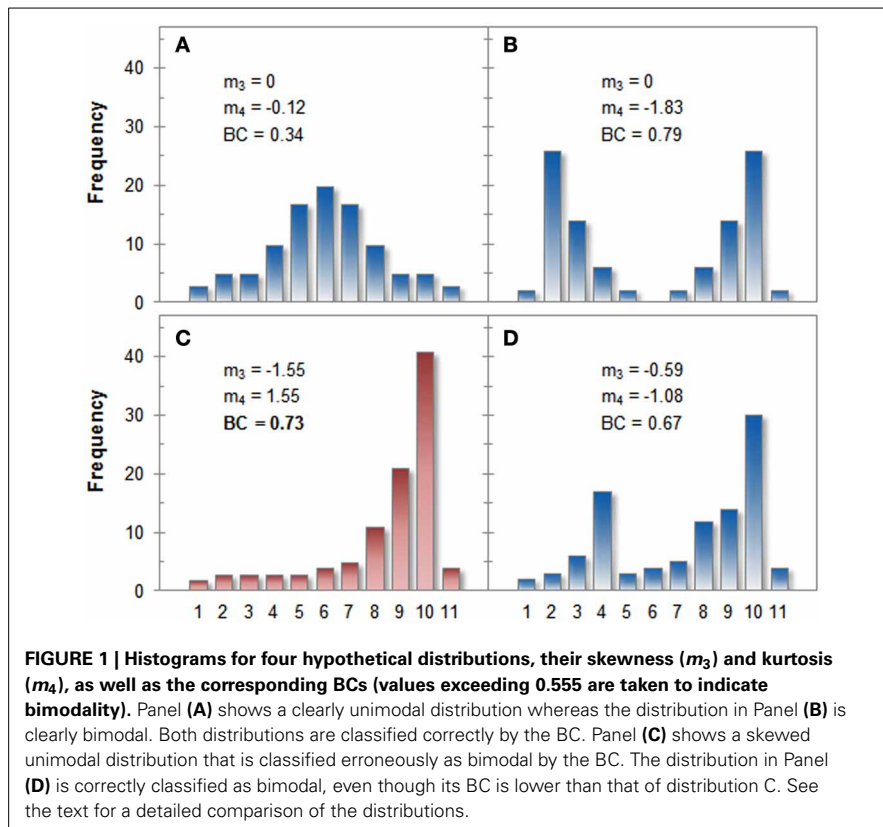 A
m3 = 0
m4 = -0.12
BC = 0.34
B
m3 = 0
m4 = -1.83
BC = 0.79
Frequency
40
30
20
10
0
C
m3 = -1.55
m4 = 1.55
BC = 0.73
D
m3 = -0.59
m4 = -1.08
BC = 0.67
Frequency
40
30
20
10
0
1 2 3 4 5 6 7 8 9 10 11
1 2 3 4 5 6 7 8 9 10 11
FIGURE 1 | Histograms for four hypothetical distributions, their skewness (m3) and kurtosis
(m4), as well as the corresponding BCs (values exceeding 0.555 are taken to indicate
bimodality). Panel (A) shows a clearly unimodal distribution whereas the distribution in Panel (B) is
clearly bimodal. Both distributions are classified correctly by the BC. Panel (C) shows a skewed
unimodal distribution that is classified erroneously as bimodal by the BC. The distribution in Panel
(D) is correctly classified as bimodal, even though its BC is lower than that of distribution C. See
the text for a detailed comparison of the distributions.